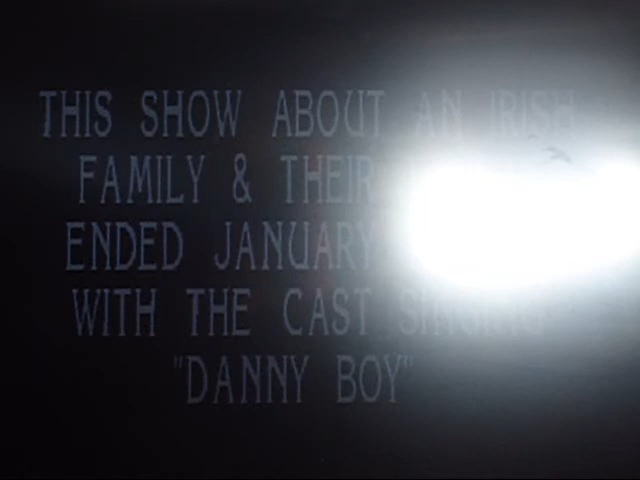 THIS SHOW ABOUT AN IRISH
FAMILY & THEIR
ENDED JANUARY
WITH THE CAST SINGING
"DANNY BOY"